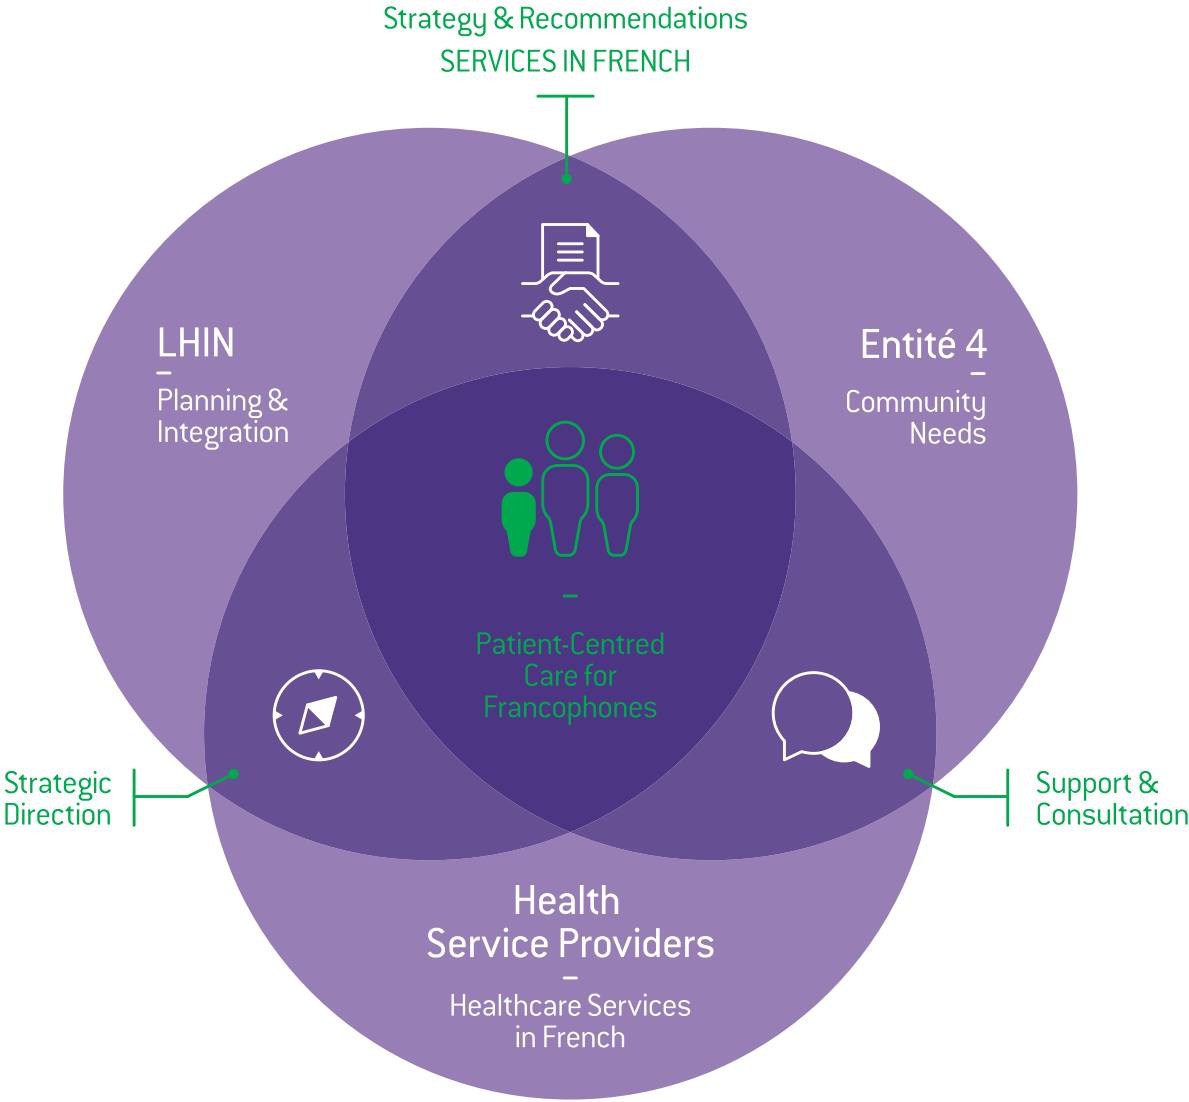 Strategy & Recommendations
SERVICES IN FRENCH
LHIN
Planning &
Integration
Entité 4
Community
Needs
Patient-Centred
Care for
Francophones
Strategic
Direction
Support &
Consultation
Health
Service Providers
Healthcare Services
in French